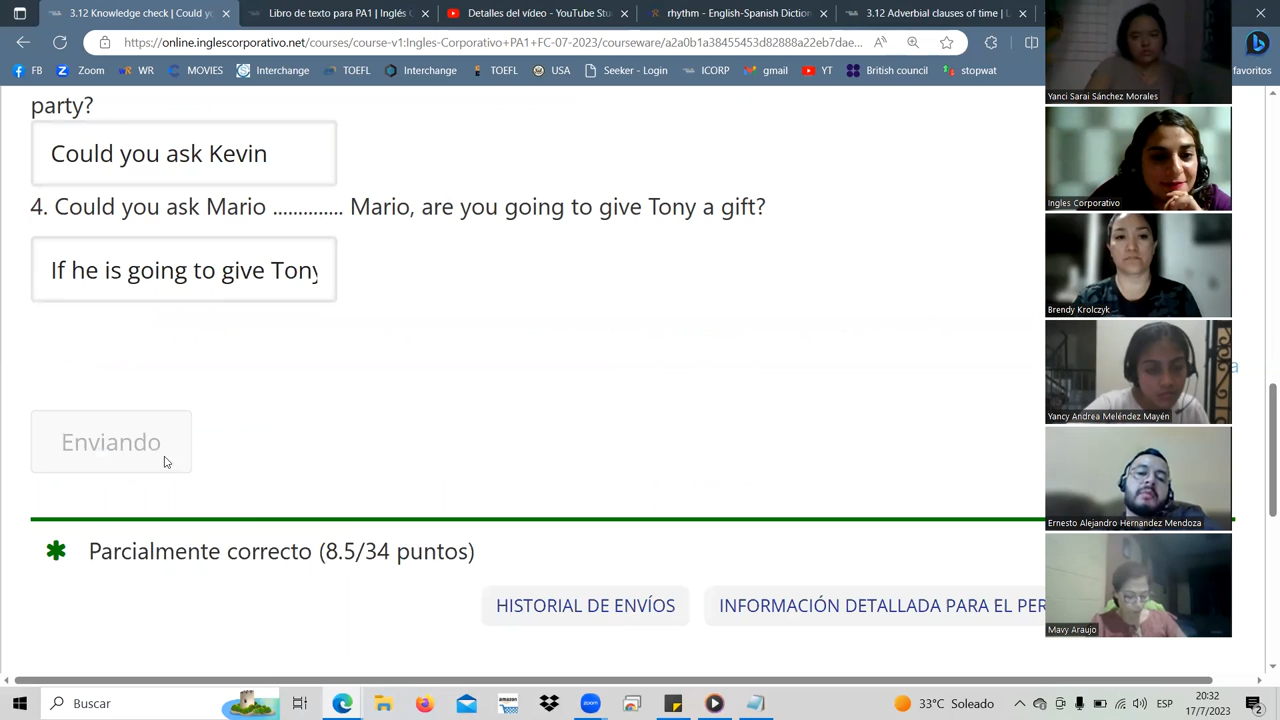 3.12 Knowledge check | Could yo
Libro de texto para PA1 | Inglés C
Detalles del vídeo - YouTube Stu
rhythm - English-Spanish Diction
3.12 Adverbial clauses of time | L
https://online.inglescorporativo.net/courses/course-v1:Ingles-Corporativo+PA1+FC-07-2023/courseware/a2a0b1a38455453d82888a22eb7dae...
FB
Zoom
WR
MOVIES
Interchange
TOEFL
Interchange
TOEFL
USA
Seeker - Login
ICORP
gmail
YT
British council
stopwat
favoritos
party?
Could you ask Kevin
4. Could you ask Mario .............. Mario, are you going to give Tony a gift?
If he is going to give Tony
Enviando
Parcialmente correcto (8.5/34 puntos)
HISTORIAL DE ENVÍOS
INFORMACIÓN DETALLADA PARA EL PER
Yanci Sarai Sánchez Morales
Ingles Corporativo
Brendy Krolczyk
Yancy Andrea Meléndez Mayén
Ernesto Alejandro Hernandez Mendoza
Mavy Araujo
Buscar
33°C Soleado
ESP
20:32
17/7/2023
2